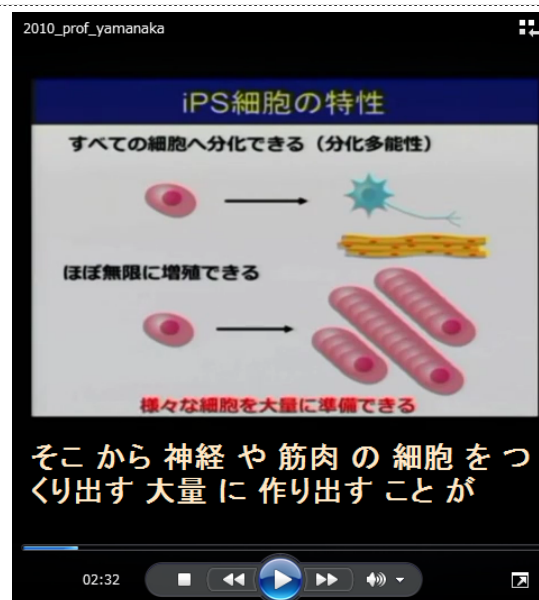 2010_prof_yamanaka
iPS細胞の特性
すべての細胞へ分化できる（分化多能性）
ほぼ無限に増殖できる
様々な細胞を大量に準備できる
そこ から 神経 や 筋肉 の 細胞 を つ
くり出す 大量 に 作り出す こと が
02:32